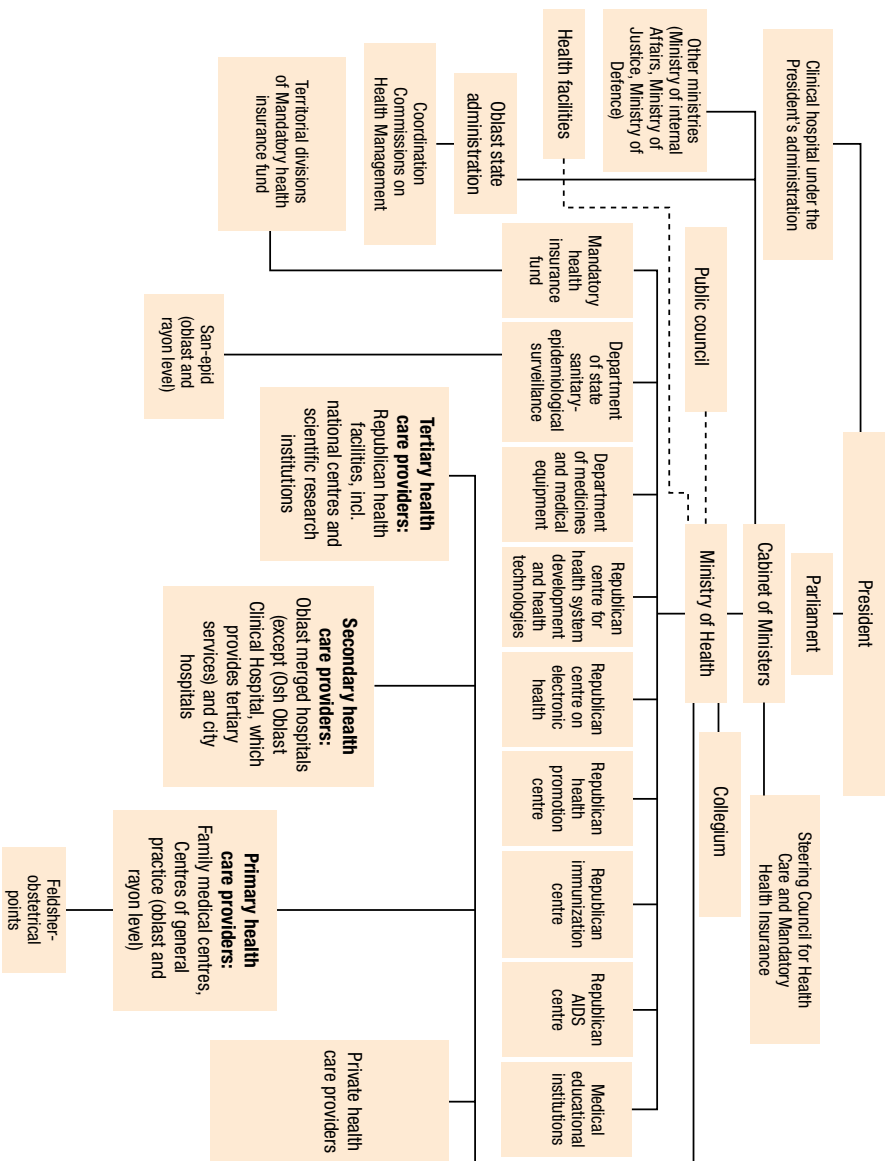 President
Clinical hospital under the
President's administration
Parliament
Cabinet of Ministers
Steering Council for Health
Care and Mandatory
Health Insurance
Other ministries
(Ministry of internal
Affairs, Ministry of
Justice, Ministry of
Defence)
Public council
Ministry of Health
Collegium
Health facilities
Oblast state
administration
Coordination
Commissions on
Health Management
Territorial divisions
of Mandatory health
insurance fund
Mandatory
health
insurance
fund
Department
of state
sanitary-
epidemiological
surveillance
Department
of medicines
and medical
equipment
Republican
centre for
health system
development
and health
technologies
Republican
centre on
electronic
health
Republican
health
promotion
centre
Republican
immunization
centre
Republican
AIDS
centre
Medical
educational
institutions
San-epid
(oblast and
rayon level)
Tertiary health
care providers:
Republican health
facilities, incl.
national centres and
scientific research
institutions
Secondary health
care providers:
Oblast merged hospitals
(except (Osh Oblast
Clinical Hospital, which
provides tertiary
services) and city
hospitals
Primary health
care providers:
Family medical centres,
Centres of general
practice (oblast and
rayon level)
Private health
care providers
Feldsher-
obstetrical
points